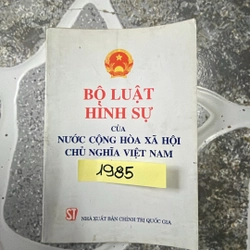 BỘ LUẬT
HÌNH SỰ
CỦA
NƯỚC CỘNG HÒA XÃ HỘI
CHỦ NGHĨA VIỆT NAM
1985
NHÀ XUẤT BẢN CHÍNH TRỊ QUỐC GIA